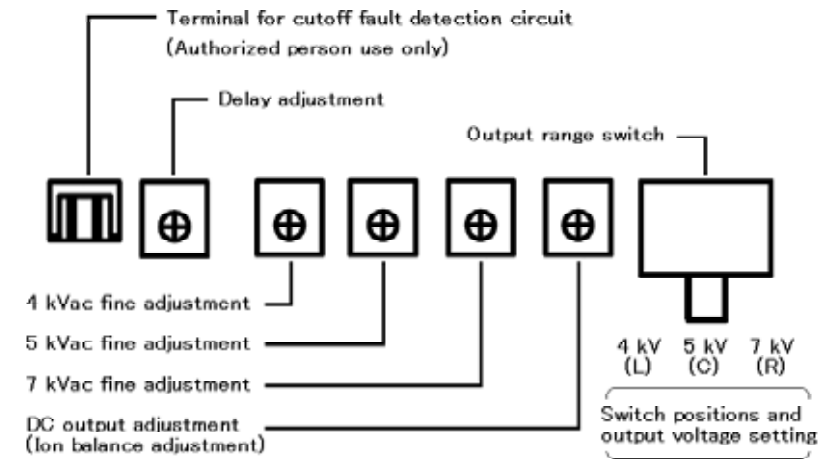 Terminal for cutoff fault detection circuit
(Authorized person use only)
Delay adjustment
Output range switch
4 kVac fine adjustment
5 kVac fine adjustment
7 kVac fine adjustment
DC output adjustment
(Ion balance adjustment)
4 kV 5 kV 7 kV
(L) (C) (R)
Switch positions and
output voltage setting